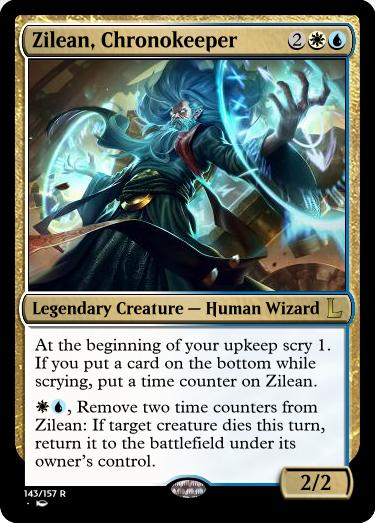 Zilean, Chronokeeper 2
Legendary Creature — Human Wizard L
At the beginning of your upkeep scry 1.
If you put a card on the bottom while
scrying, put a time counter on Zilean.
, Remove two time counters from
Zilean: If target creature dies this turn,
return it to the battlefield under its
owner's control.
2/2
143/157 R